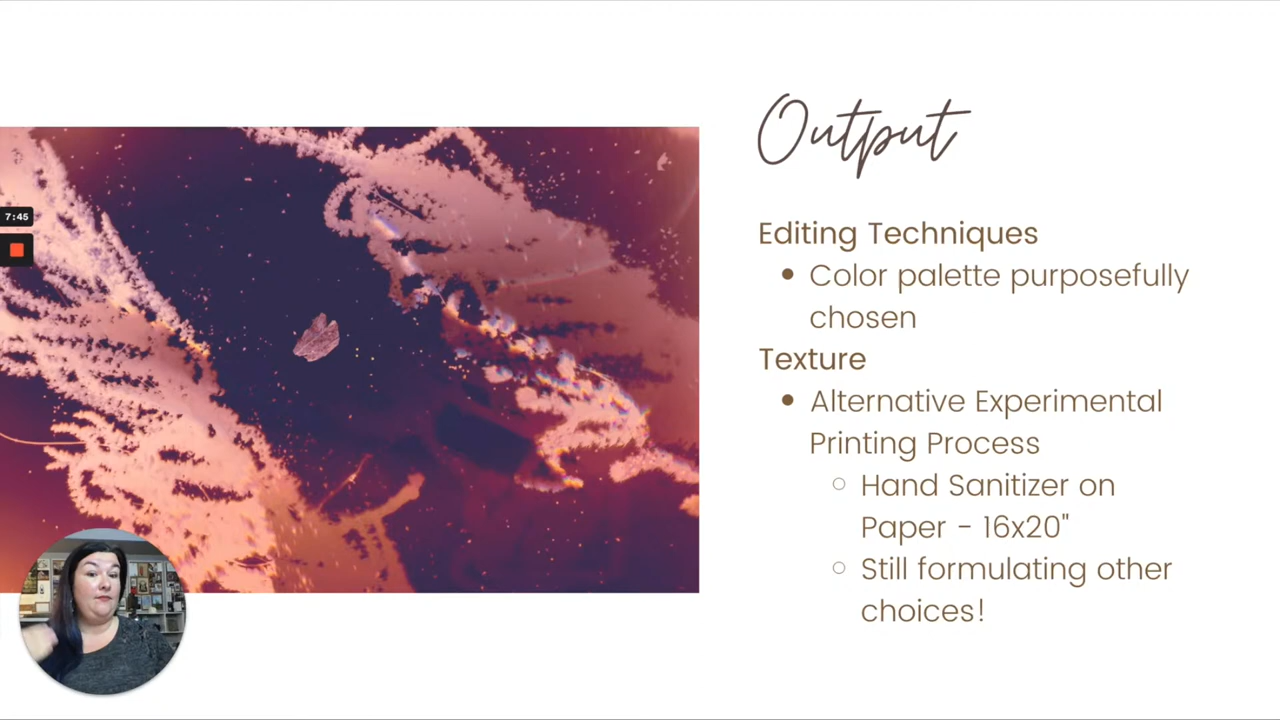 Output
7:45
Editing Techniques
• Color palette purposefully
chosen
Texture
• Alternative Experimental
Printing Process
○ Hand Sanitizer on
Paper - 16x20"
○ Still formulating other
choices!